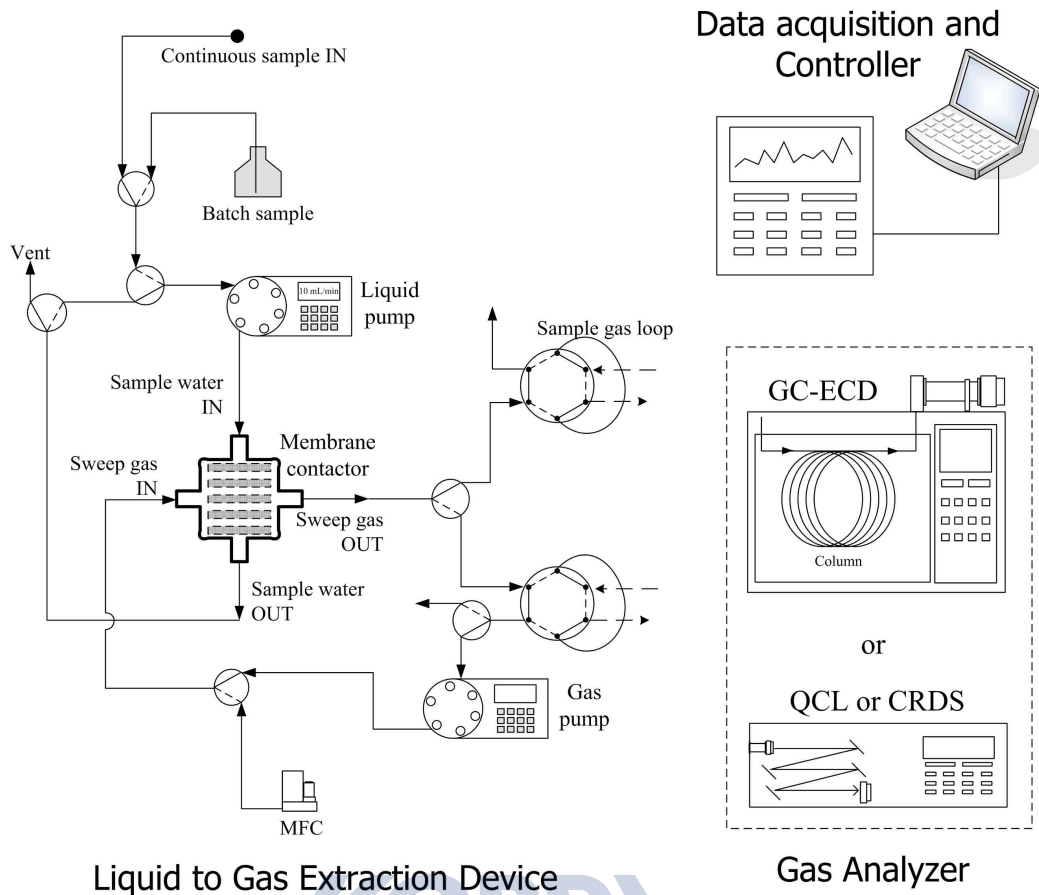 Data acquisition and
Controller
Continuous sample IN
Batch sample
Vent
10 mL/min
Liquid
pump
Sample gas loop
Sample water
IN
Membrane
contactor
Sweep gas
IN
Sweep gas
OUT
Sample water
OUT
Gas
pump
MFC
Liquid to Gas Extraction Device
GC-ECD
Column
or
QCL or CRDS
Gas Analyzer